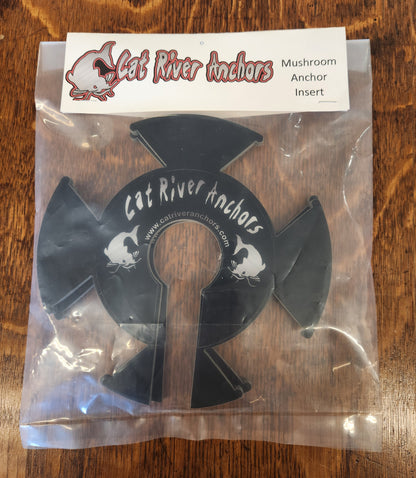 Cat River Anchors
Mushroom
Anchor
Insert
Cat River Anchors
www.catriveranchors.com